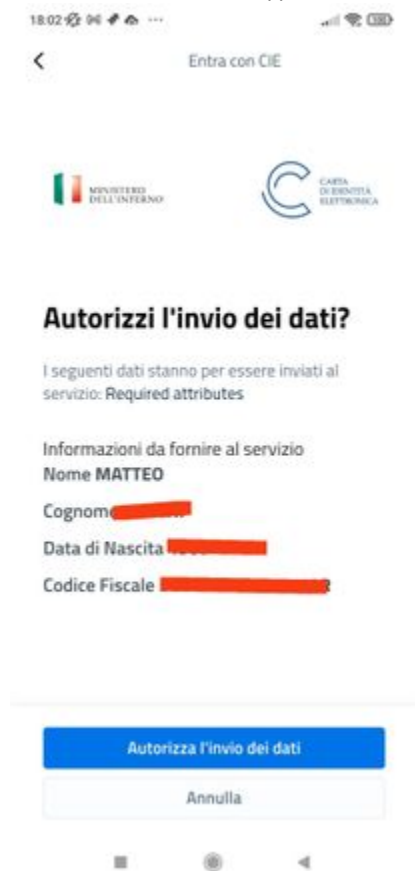 18:02
Entra con CIE
MINISTERO
DELL'INTERNO
CARTA
DI IDENTITÀ
ELETTRONICA
Autorizzi l'invio dei dati?
I seguenti dati stanno per essere inviati al
servizio: Required attributes
Informazioni da fornire al servizio
Nome MATTEO
Cognome
Data di Nascita
Codice Fiscale
Autorizza l'invio dei dati
Annulla